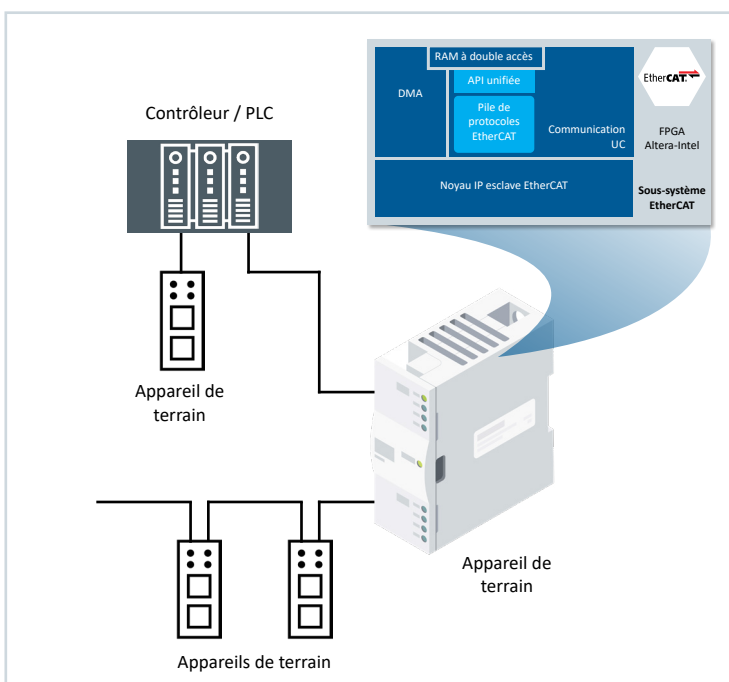 RAM à double accès
DMA
API unifiée
Pile de
protocoles
EtherCAT
Communication
UC
Noyau IP esclave EtherCAT
EtherCAT
FPGA
Altera-Intel
Sous-système
EtherCAT
Contrôleur / PLC
Appareil de
terrain
Appareil de
terrain
Appareils de terrain